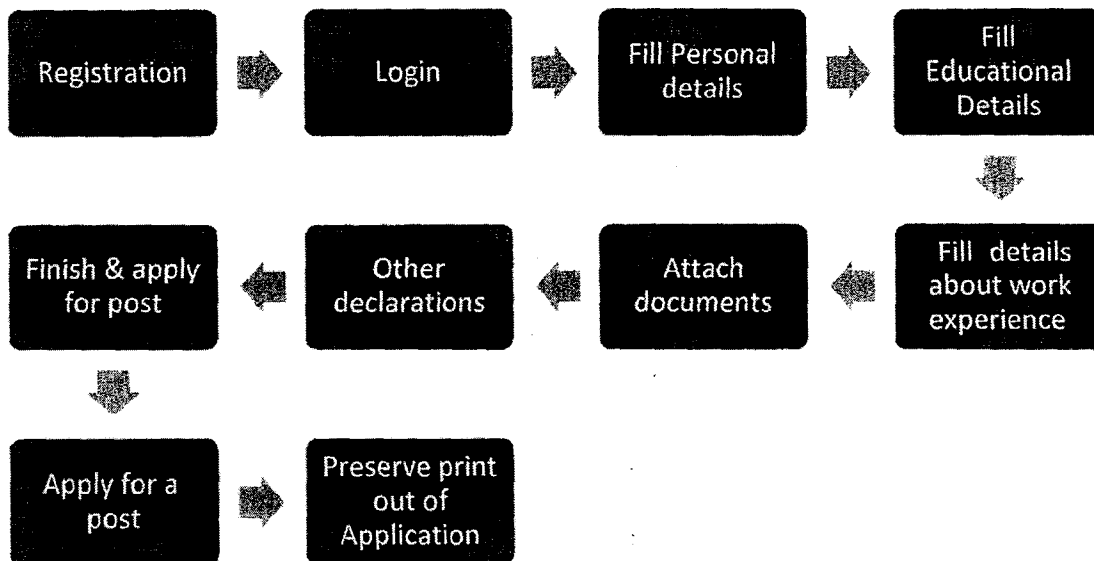 Registration
Login
Fill Personal
details
Fill
Educational
Details
Fill details
about work
experience
Attach
documents
Other
declarations
Finish & apply
for post
Apply for a
post
Preserve print
out of
Application